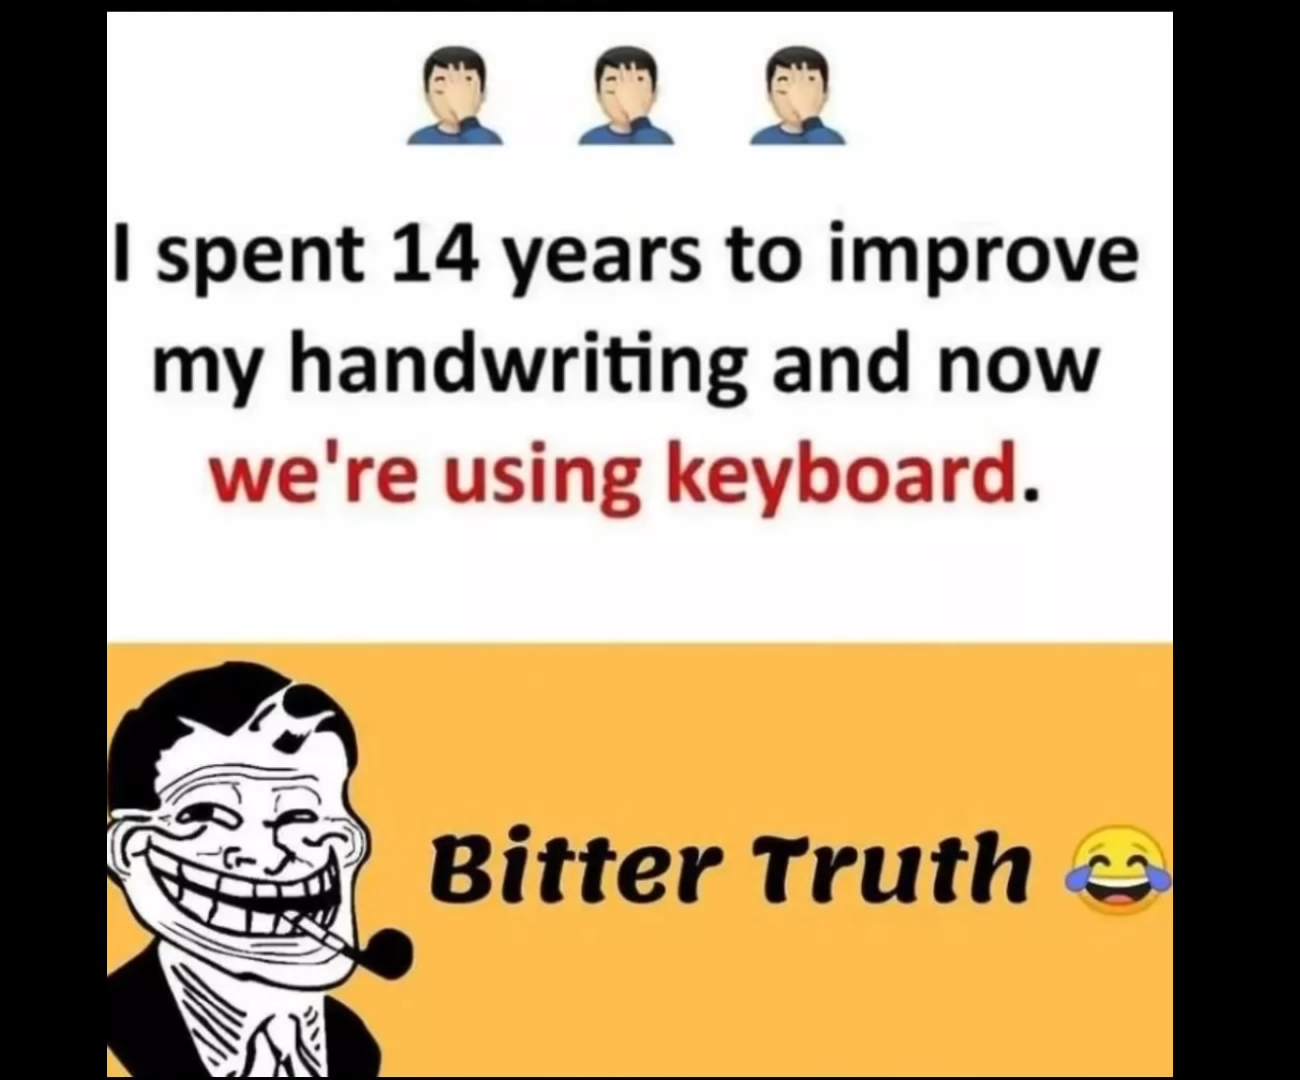 I spent 14 years to improve
my handwriting and now
we're using keyboard.
Bitter Truth